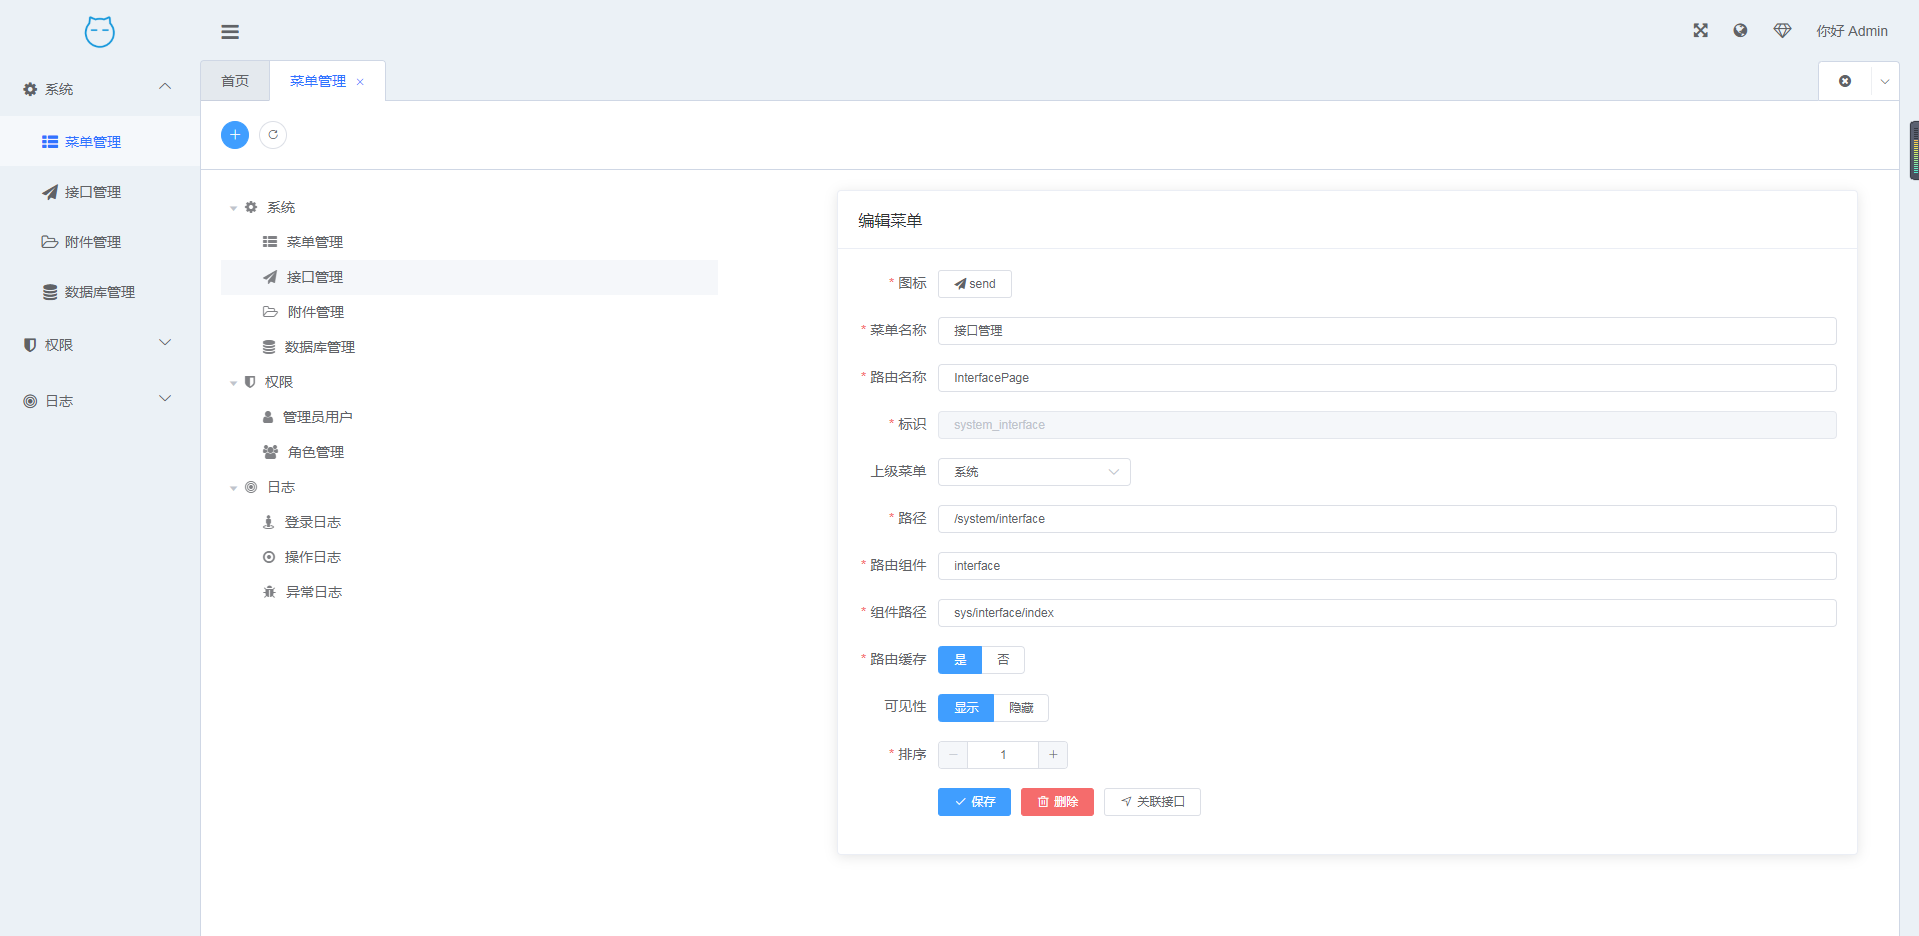 你好 Admin
系统
菜单管理
接口管理
附件管理
数据库管理
权限
日志
首页
菜单管理
系统
菜单管理
接口管理
附件管理
数据库管理
权限
管理员用户
角色管理
日志
登录日志
操作日志
异常日志
编辑菜单
* 图标 send
* 菜单名称 接口管理
* 路由名称 InterfacePage
* 标识 system_interface
上级菜单 系统
* 路径 /system/interface
* 路由组件 interface
* 组件路径 sys/interface/index
* 路由缓存 是 否
可见性 显示 隐藏
* 排序 − 1 +
保存 删除 关联接口